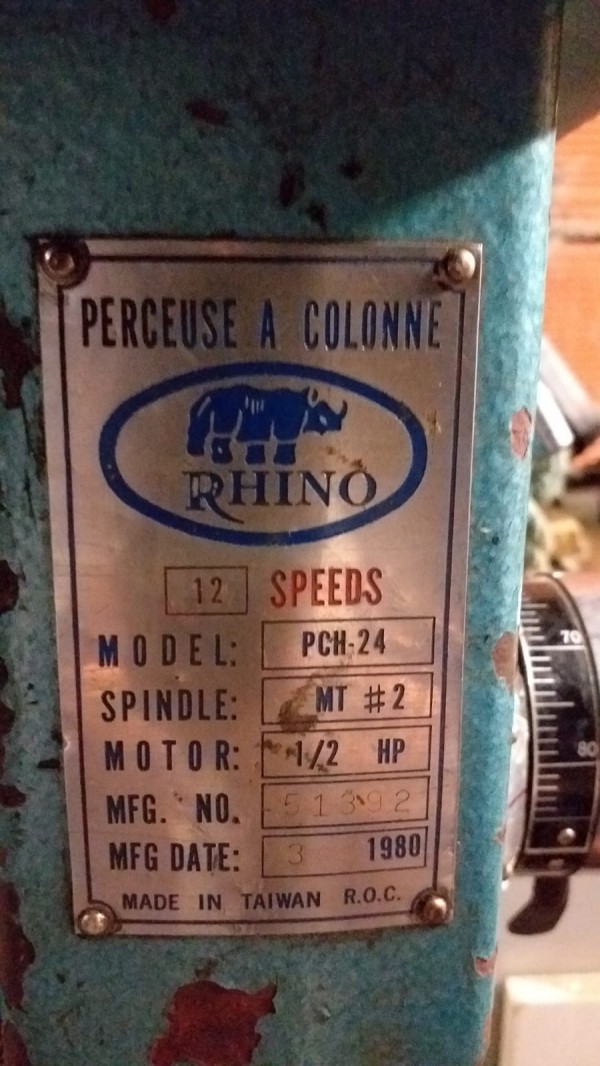 PERCEUSE A COLONNE
RHINO
12 SPEEDS
MODEL: PCH-24
SPINDLE: MT #2
MOTOR: 1/2 HP
MFG. NO. 51392
MFG DATE: 3 1980
MADE IN TAIWAN R.O.C.
70
80